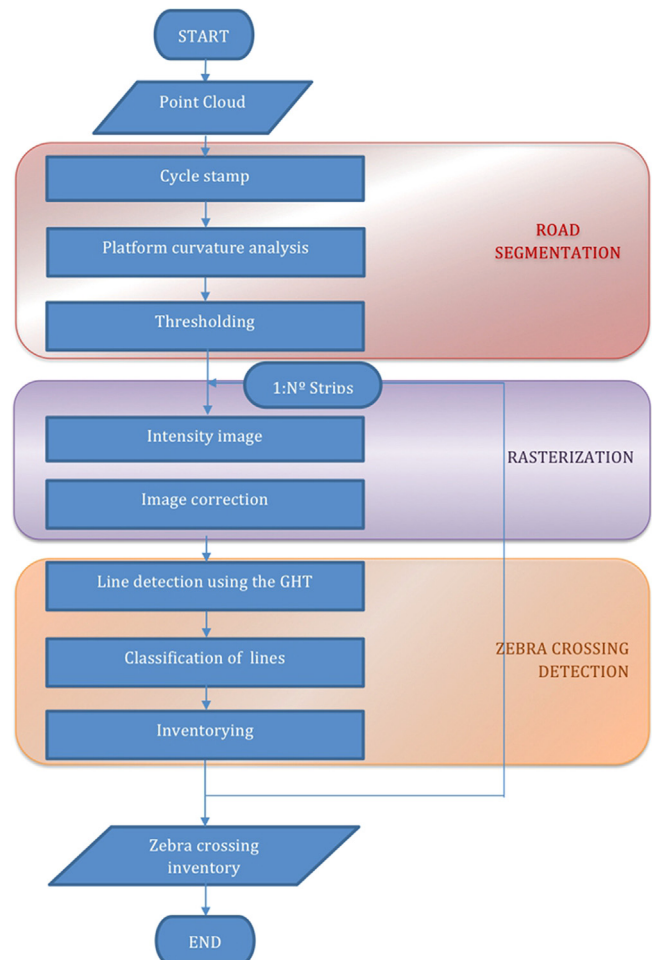 START
Point Cloud
Cycle stamp
Platform curvature analysis
ROAD
SEGMENTATION
Thresholding
1:Nº Strips
Intensity image
RASTERIZATION
Image correction
Line detection using the GHT
Classification of lines
ZEBRA CROSSING
DETECTION
Inventorying
Zebra crossing
inventory
END